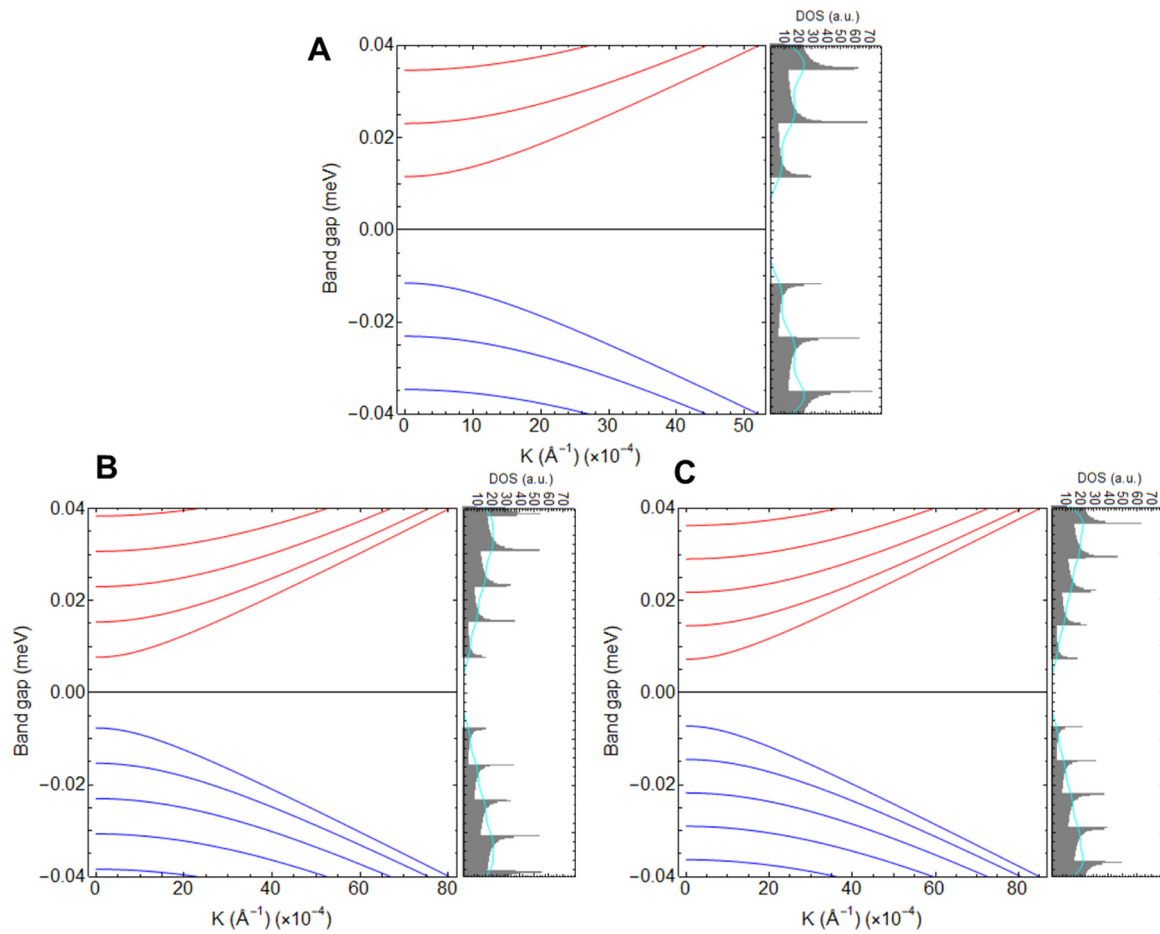 A
DOS (a.u.)
10 20 30 40 50 60 70
0.04
0.02
0.00
−0.02
−0.04
Band gap (meV)
0 10 20 30 40 50
K (Å⁻¹) (×10⁻⁴)
B
DOS (a.u.)
10 20 30 40 50 60 70
0.04
0.02
0.00
−0.02
−0.04
Band gap (meV)
0 20 40 60 80
K (Å⁻¹) (×10⁻⁴)
C
DOS (a.u.)
10 20 30 40 50 60 70
0.04
0.02
0.00
−0.02
−0.04
Band gap (meV)
0 20 40 60 80
K (Å⁻¹) (×10⁻⁴)